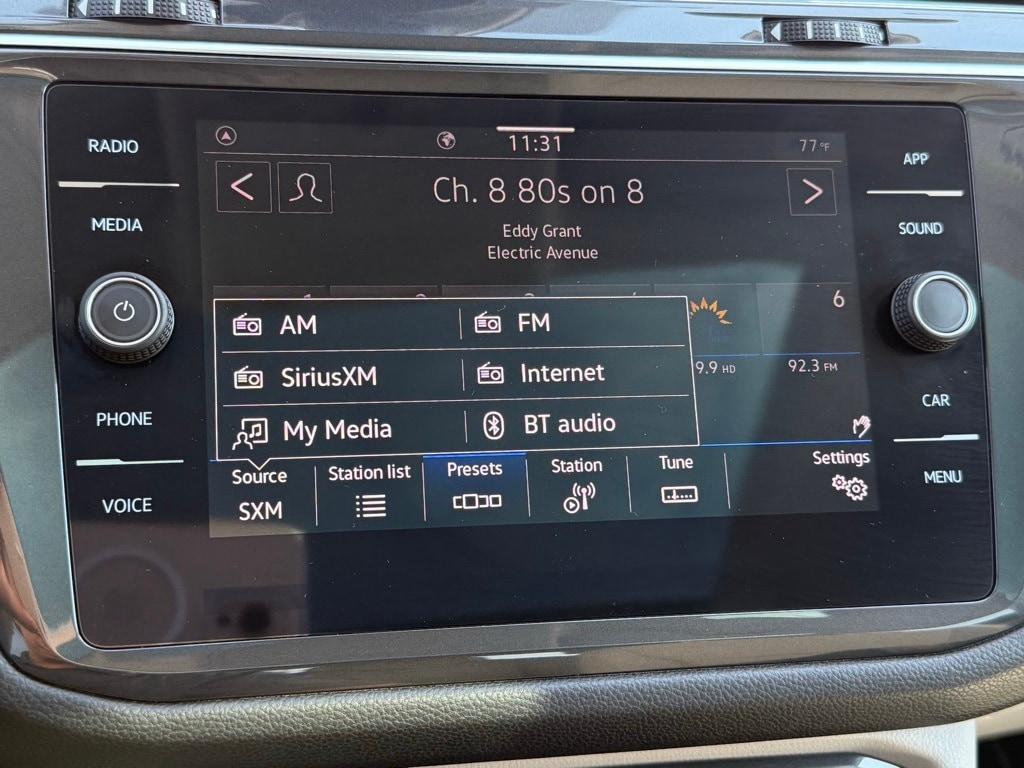 RADIO
MEDIA
PHONE
VOICE
11:31
77°F
Ch. 8 80s on 8
Eddy Grant
Electric Avenue
6
9.9 HD
92.3 FM
AM
FM
SiriusXM
Internet
My Media
BT audio
Source
SXM
Station list
Presets
Station
Tune
Settings
APP
SOUND
CAR
MENU